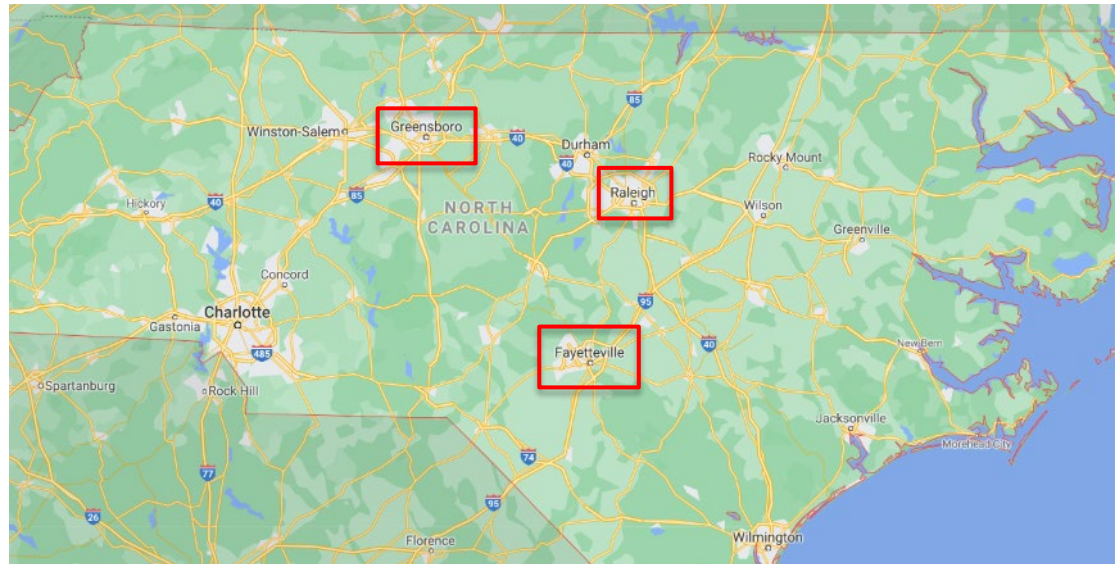 85
Greensboro
Winston-Salem
40
Durham
40
Rocky Mount
85
Raleigh
Hickory
40
NORTH
CAROLINA
Wilson
Greenville
Concord
95
Charlotte
Gastonia
40
New Bern
485
Fayetteville
Spartanburg
Rock Hill
Jacksonville
Morehead City
74
77
95
26
Florence
Wilmington